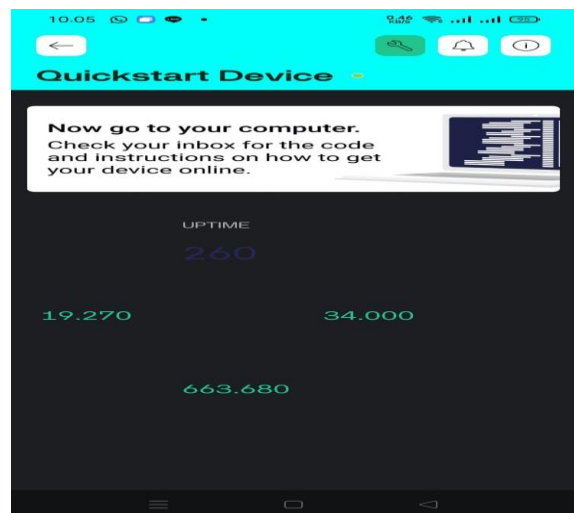 10.05
Quickstart Device
Now go to your computer.
Check your inbox for the code
and instructions on how to get
your device online.
UPTIME
260
19.270 34.000
663.680